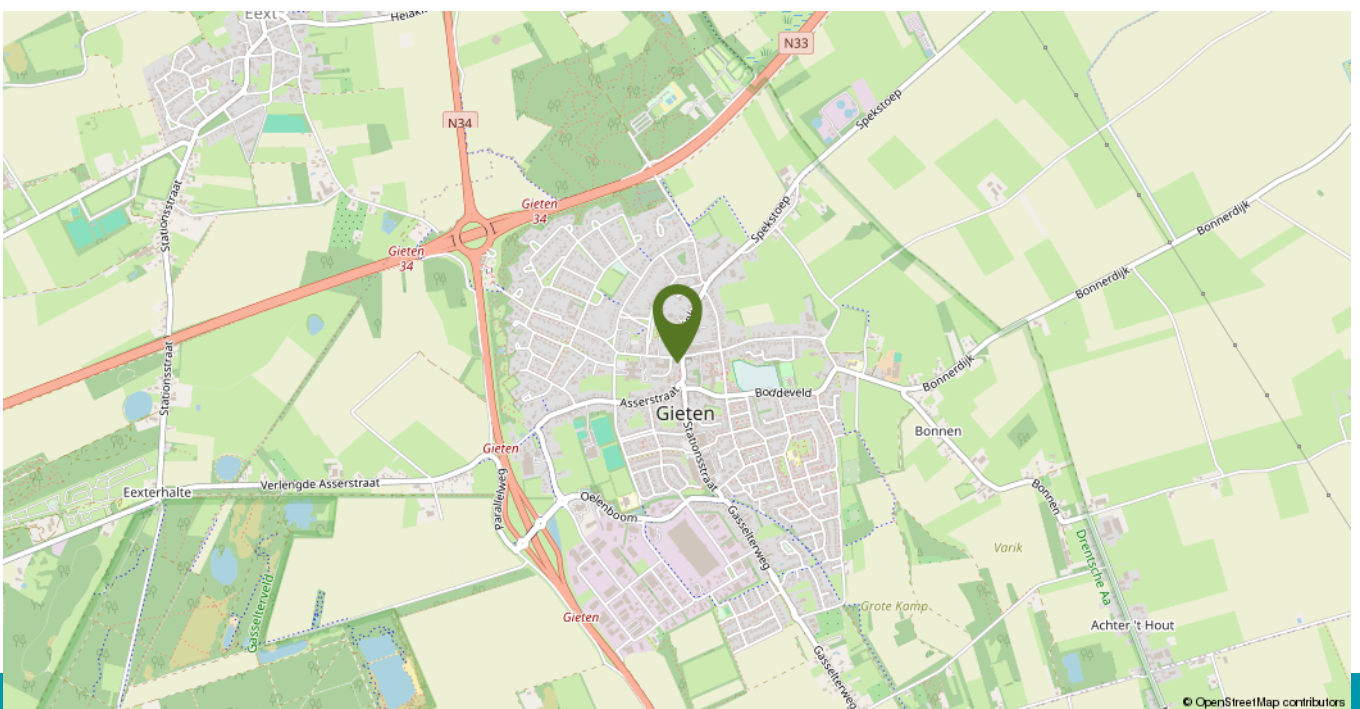 Eext
N33
N34
Spekstoep
Stationsstraat
Gieten
34
Spekstoep
Bonnerdijk
Gieten
34
Bonnerdijk
Stationsstraat
Bonnerdijk
Asserstraat
Boddeveld
Gieten
Bonnen
Gieten
Stationsstraat
Verlengde Asserstraat
Eexterhalte
Parallelweg
Oelenboom
Bonnen
Gasselterweg
Varik
Drentsche Aa
Gasselterveld
Grote Kamp
Gieten
Achter 't Hout
Gasselterweg
© OpenStreetMap contributors